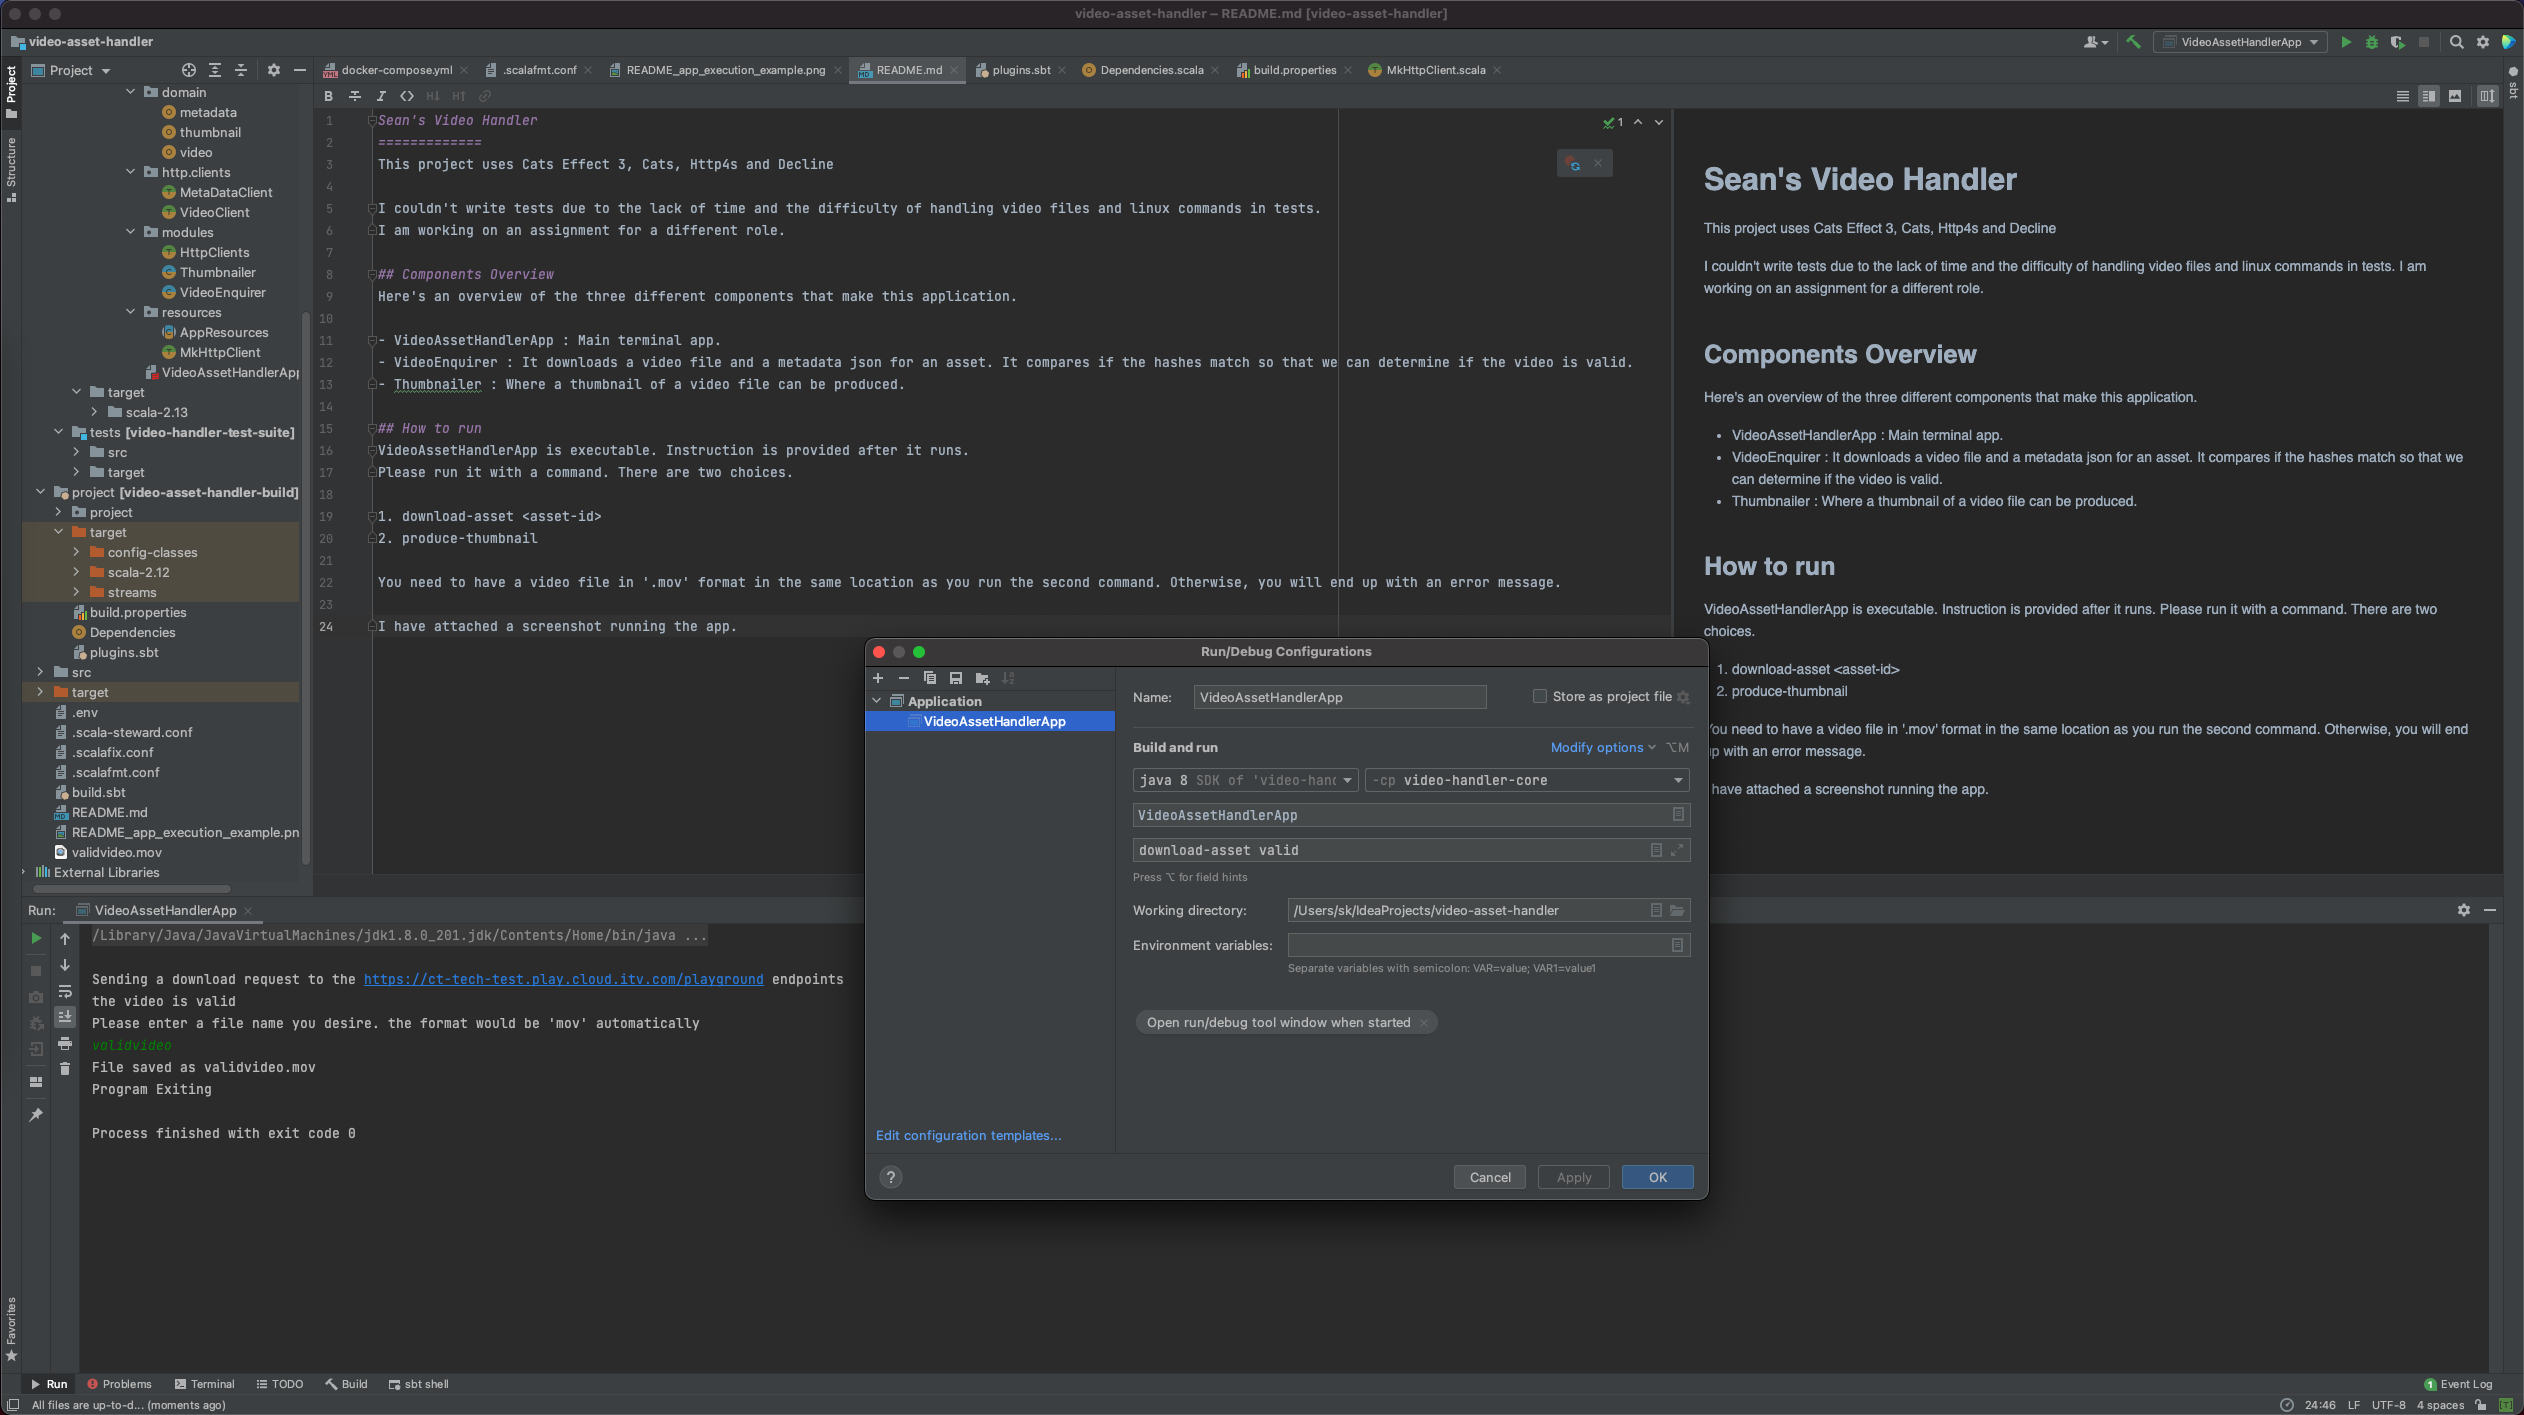 video-asset-handler – README.md [video-asset-handler]
video-asset-handler
VideoAssetHandlerApp
Project
docker-compose.yml
.scalafmt.conf
README_app_execution_example.png
README.md
plugins.sbt
Dependencies.scala
build.properties
MkHttpClient.scala
Project
Structure
Favorites
sbt
domain
metadata
thumbnail
video
http.clients
MetaDataClient
VideoClient
modules
HttpClients
Thumbnailer
VideoEnquirer
resources
AppResources
MkHttpClient
VideoAssetHandlerApp
target
scala-2.13
tests [video-handler-test-suite]
src
target
project [video-asset-handler-build]
project
target
config-classes
scala-2.12
streams
build.properties
Dependencies
plugins.sbt
src
target
.env
.scala-steward.conf
.scalafix.conf
.scalafmt.conf
build.sbt
README.md
README_app_execution_example.pn
validvideo.mov
External Libraries
1 Sean's Video Handler
2 =============
3 This project uses Cats Effect 3, Cats, Http4s and Decline
4
5 I couldn't write tests due to the lack of time and the difficulty of handling video files and linux commands in tests.
6 I am working on an assignment for a different role.
7
8 ## Components Overview
9 Here's an overview of the three different components that make this application.
10
11 - VideoAssetHandlerApp : Main terminal app.
12 - VideoEnquirer : It downloads a video file and a metadata json for an asset. It compares if the hashes match so that we can determine if the video is valid.
13 - Thumbnailer : Where a thumbnail of a video file can be produced.
14
15 ## How to run
16 VideoAssetHandlerApp is executable. Instruction is provided after it runs.
17 Please run it with a command. There are two choices.
18
19 1. download-asset <asset-id>
20 2. produce-thumbnail
21
22 You need to have a video file in '.mov' format in the same location as you run the second command. Otherwise, you will end up with an error message.
23
24 I have attached a screenshot running the app.
1
Sean's Video Handler
This project uses Cats Effect 3, Cats, Http4s and Decline
I couldn't write tests due to the lack of time and the difficulty of handling video files and linux commands in tests. I am
working on an assignment for a different role.
Components Overview
Here's an overview of the three different components that make this application.
• VideoAssetHandlerApp : Main terminal app.
• VideoEnquirer : It downloads a video file and a metadata json for an asset. It compares if the hashes match so that we
can determine if the video is valid.
• Thumbnailer : Where a thumbnail of a video file can be produced.
How to run
VideoAssetHandlerApp is executable. Instruction is provided after it runs. Please run it with a command. There are two
choices.
1. download-asset <asset-id>
2. produce-thumbnail
You need to have a video file in '.mov' format in the same location as you run the second command. Otherwise, you will end
up with an error message.
have attached a screenshot running the app.
Run/Debug Configurations
Application
VideoAssetHandlerApp
Edit configuration templates...
Name: VideoAssetHandlerApp
Store as project file
Build and run
Modify options ⌥M
java 8 SDK of 'video-hand
-cp video-handler-core
VideoAssetHandlerApp
download-asset valid
Press ⌥ for field hints
Working directory: /Users/sk/IdeaProjects/video-asset-handler
Environment variables:
Separate variables with semicolon: VAR=value; VAR1=value1
Open run/debug tool window when started
?
Cancel
Apply
OK
Run: VideoAssetHandlerApp
/Library/Java/JavaVirtualMachines/jdk1.8.0_201.jdk/Contents/Home/bin/java ...
Sending a download request to the https://ct-tech-test.play.cloud.itv.com/playground endpoints
the video is valid
Please enter a file name you desire. the format would be 'mov' automatically
validvideo
File saved as validvideo.mov
Program Exiting
Process finished with exit code 0
Run
Problems
Terminal
TODO
Build
sbt shell
1 Event Log
All files are up-to-d... (moments ago)
24:46 LF UTF-8 4 spaces